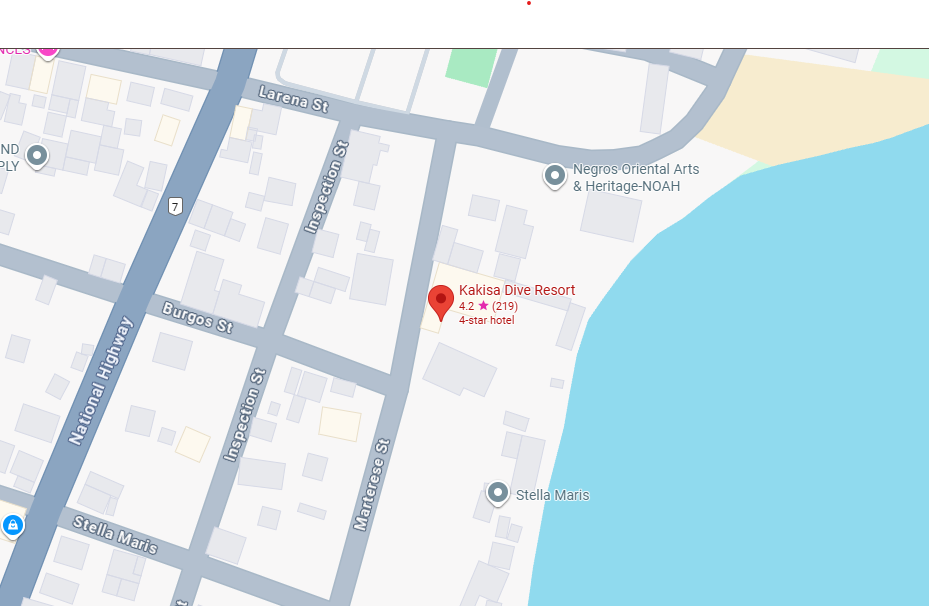 NCES
Larena St
ND
PLY
Inspection St
Negros Oriental Arts
& Heritage-NOAH
7
Kakisa Dive Resort
4.2 ★ (219)
4-star hotel
Burgos St
National Highway
Inspection St
Marterese St
Stella Maris
Stella Maris
st